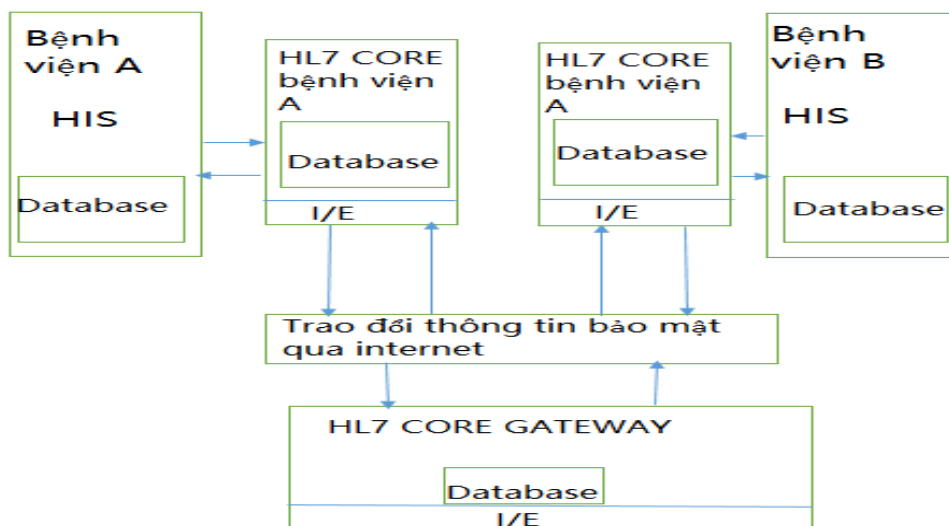 Bệnh
viện A
HIS
Database
HL7 CORE
bệnh viện
A
Database
I/E
HL7 CORE
bệnh viện
A
Database
I/E
Bệnh
viện B
HIS
Database
Trao đổi thông tin bảo mật
qua internet
HL7 CORE GATEWAY
Database
I/E